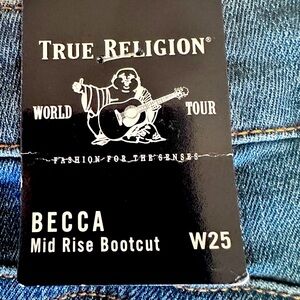 TRUE RELIGION®
WORLD TOUR
FASHION FOR THE SENSES
BECCA
Mid Rise Bootcut W25